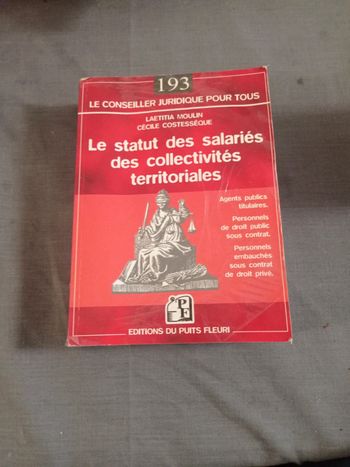 193
LE CONSEILLER JURIDIQUE POUR TOUS
LAETITIA MOULIN
CÉCILE COSTESSÈQUE
Le statut des salariés
des collectivités
territoriales
Agents publics
titulaires.
Personnels
de droit public
sous contrat.
Personnels
embauchés
sous contrat
de droit privé.
P
F
EDITIONS DU PUITS FLEURI